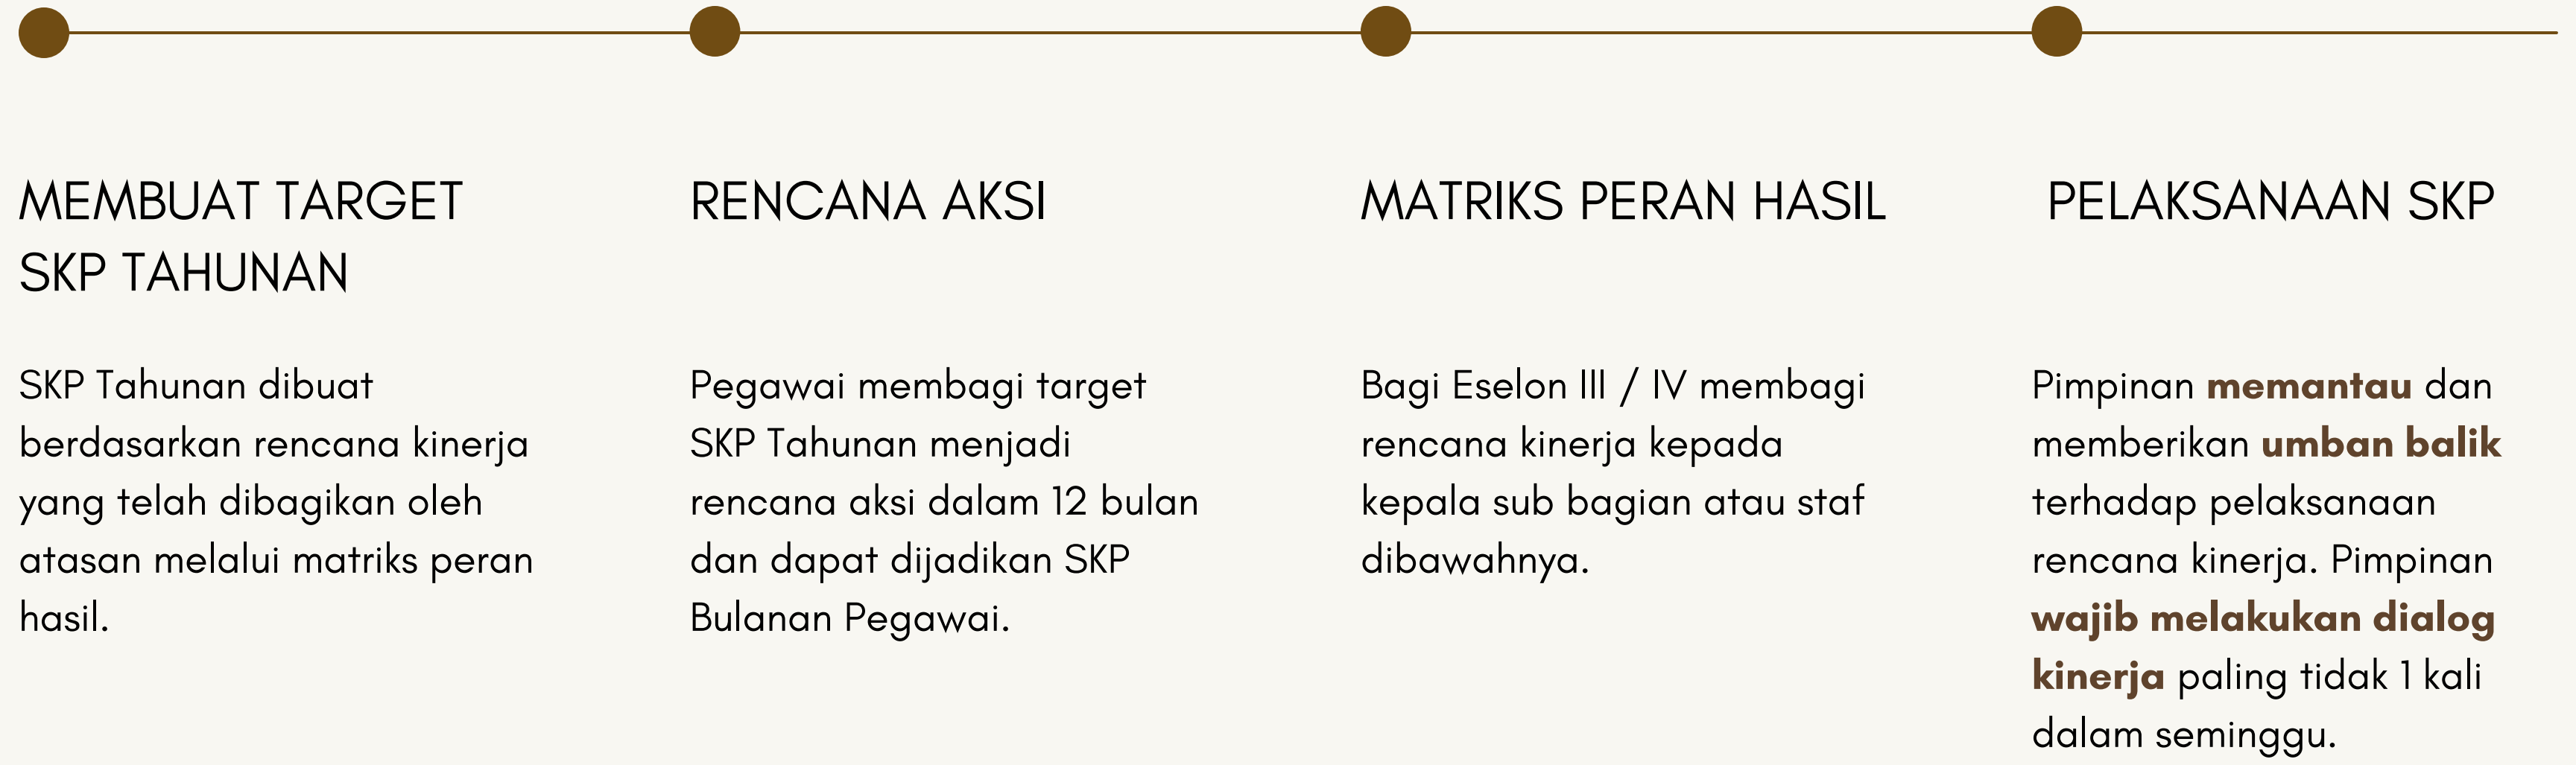 MEMBUAT TARGET
SKP TAHUNAN
SKP Tahunan dibuat
berdasarkan rencana kinerja
yang telah dibagikan oleh
atasan melalui matriks peran
hasil.
RENCANA AKSI
Pegawai membagi target
SKP Tahunan menjadi
rencana aksi dalam 12 bulan
dan dapat dijadikan SKP
Bulanan Pegawai.
MATRIKS PERAN HASIL
Bagi Eselon III / IV membagi
rencana kinerja kepada
kepala sub bagian atau staf
dibawahnya.
PELAKSANAAN SKP
Pimpinan memantau dan
memberikan umban balik
terhadap pelaksanaan
rencana kinerja. Pimpinan
wajib melakukan dialog
kinerja paling tidak 1 kali
dalam seminggu.